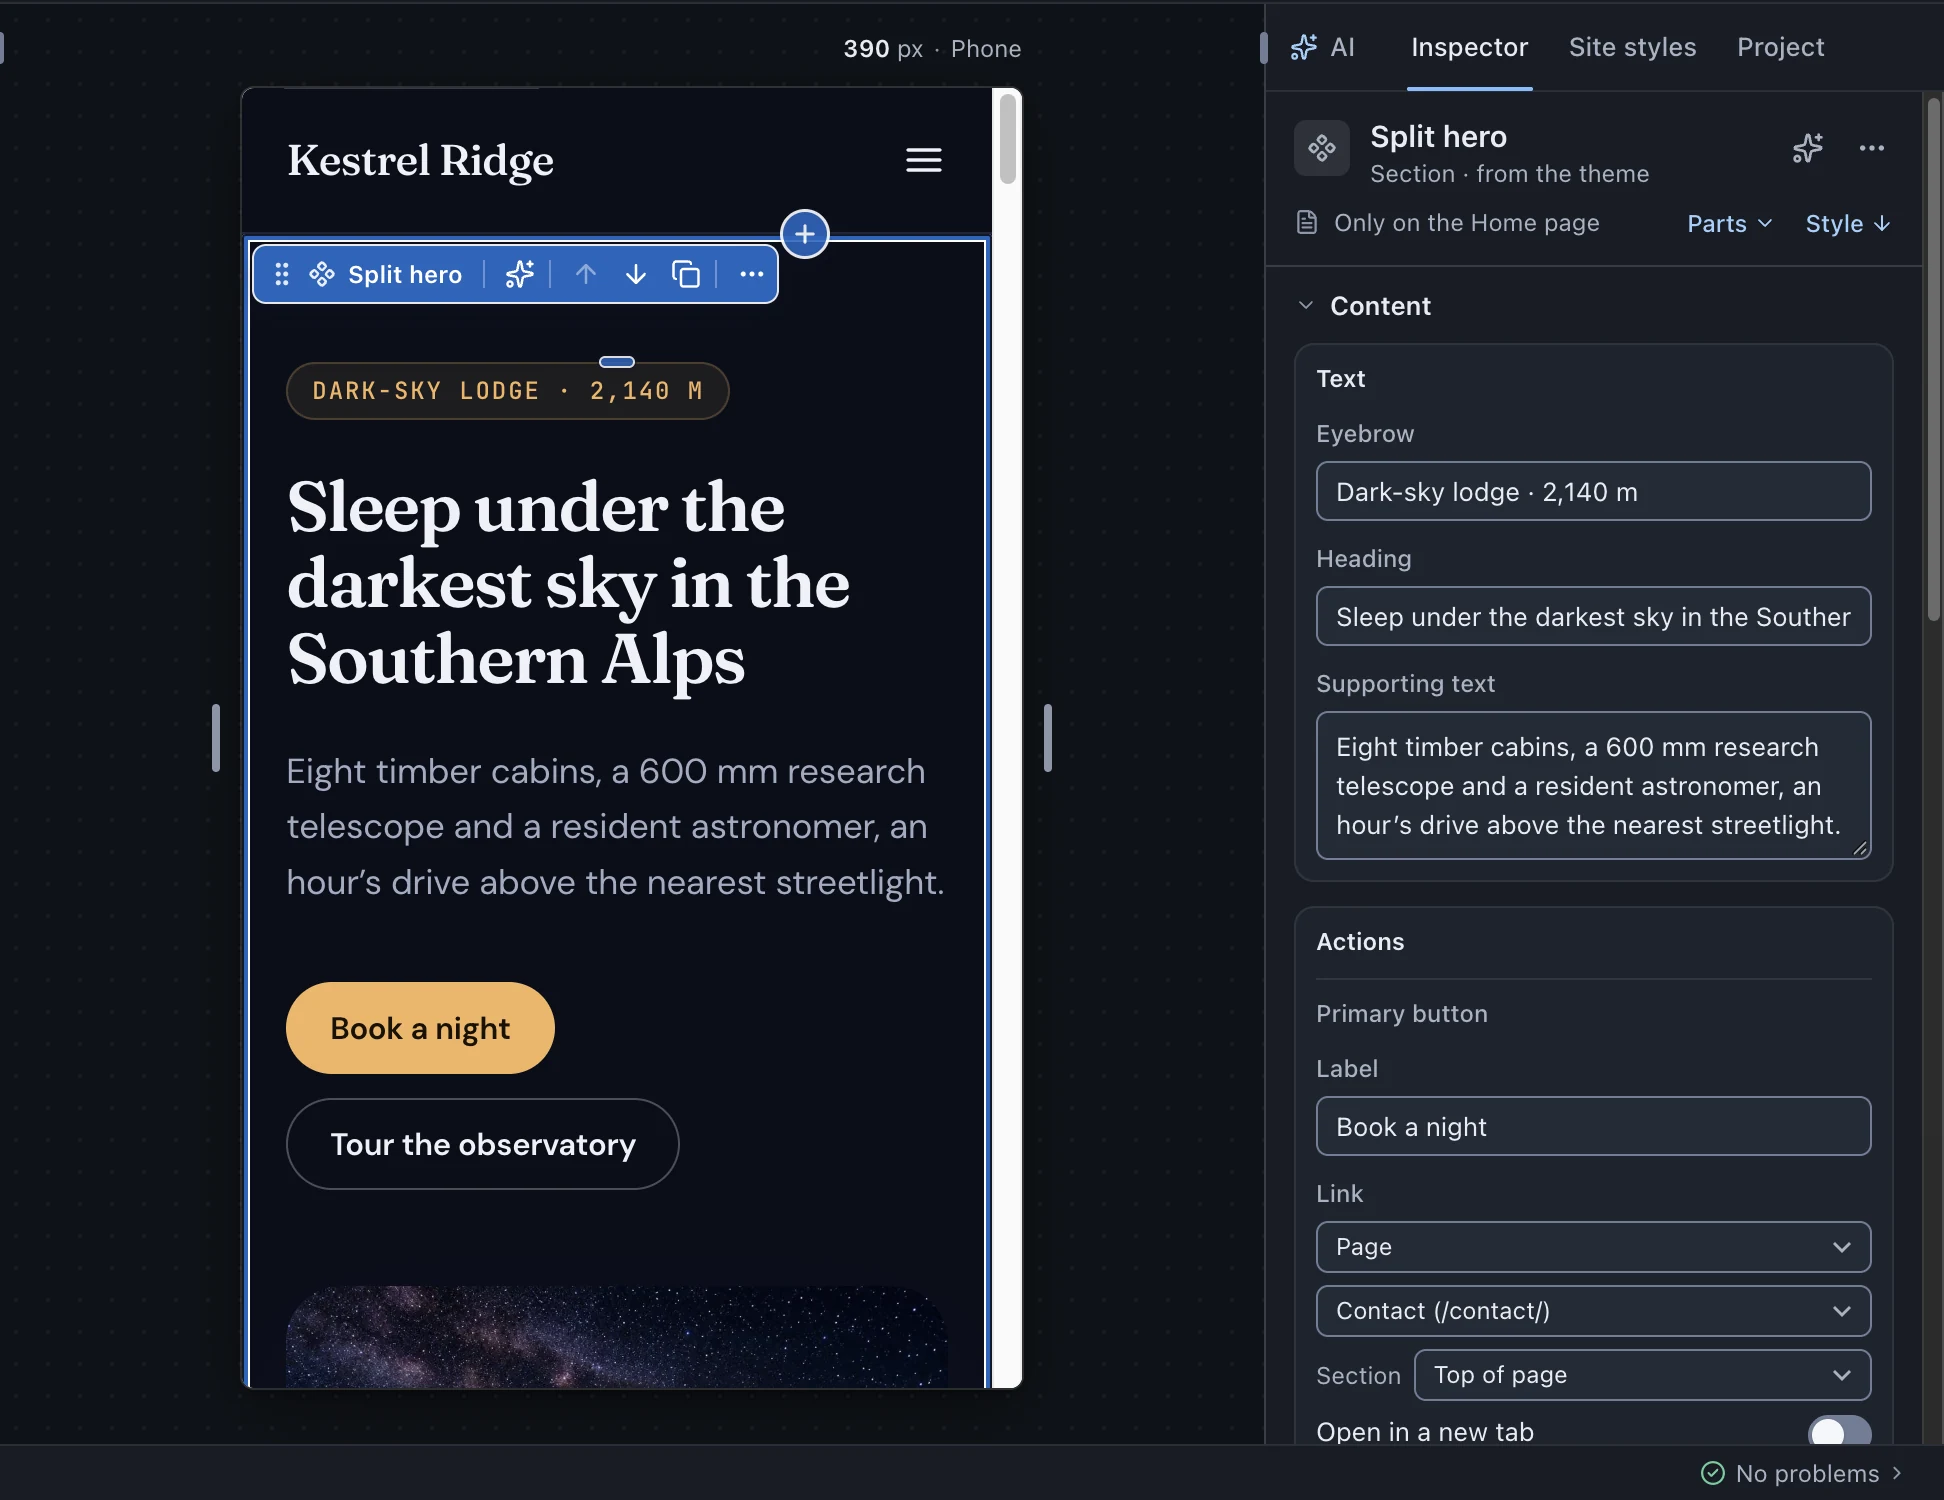 390 px · Phone
Kestrel Ridge
Split hero
DARK-SKY LODGE · 2,140 M
Sleep under the
darkest sky in the
Southern Alps
Eight timber cabins, a 600 mm research
telescope and a resident astronomer, an
hour’s drive above the nearest streetlight.
Book a night
Tour the observatory
AI
Inspector
Site styles
Project
Split hero
Section · from the theme
Only on the Home page
Parts
Style
Content
Text
Eyebrow
Dark-sky lodge · 2,140 m
Heading
Sleep under the darkest sky in the Souther
Supporting text
Eight timber cabins, a 600 mm research
telescope and a resident astronomer, an
hour’s drive above the nearest streetlight.
Actions
Primary button
Label
Book a night
Link
Page
Contact (/contact/)
Section
Top of page
Open in a new tab
No problems